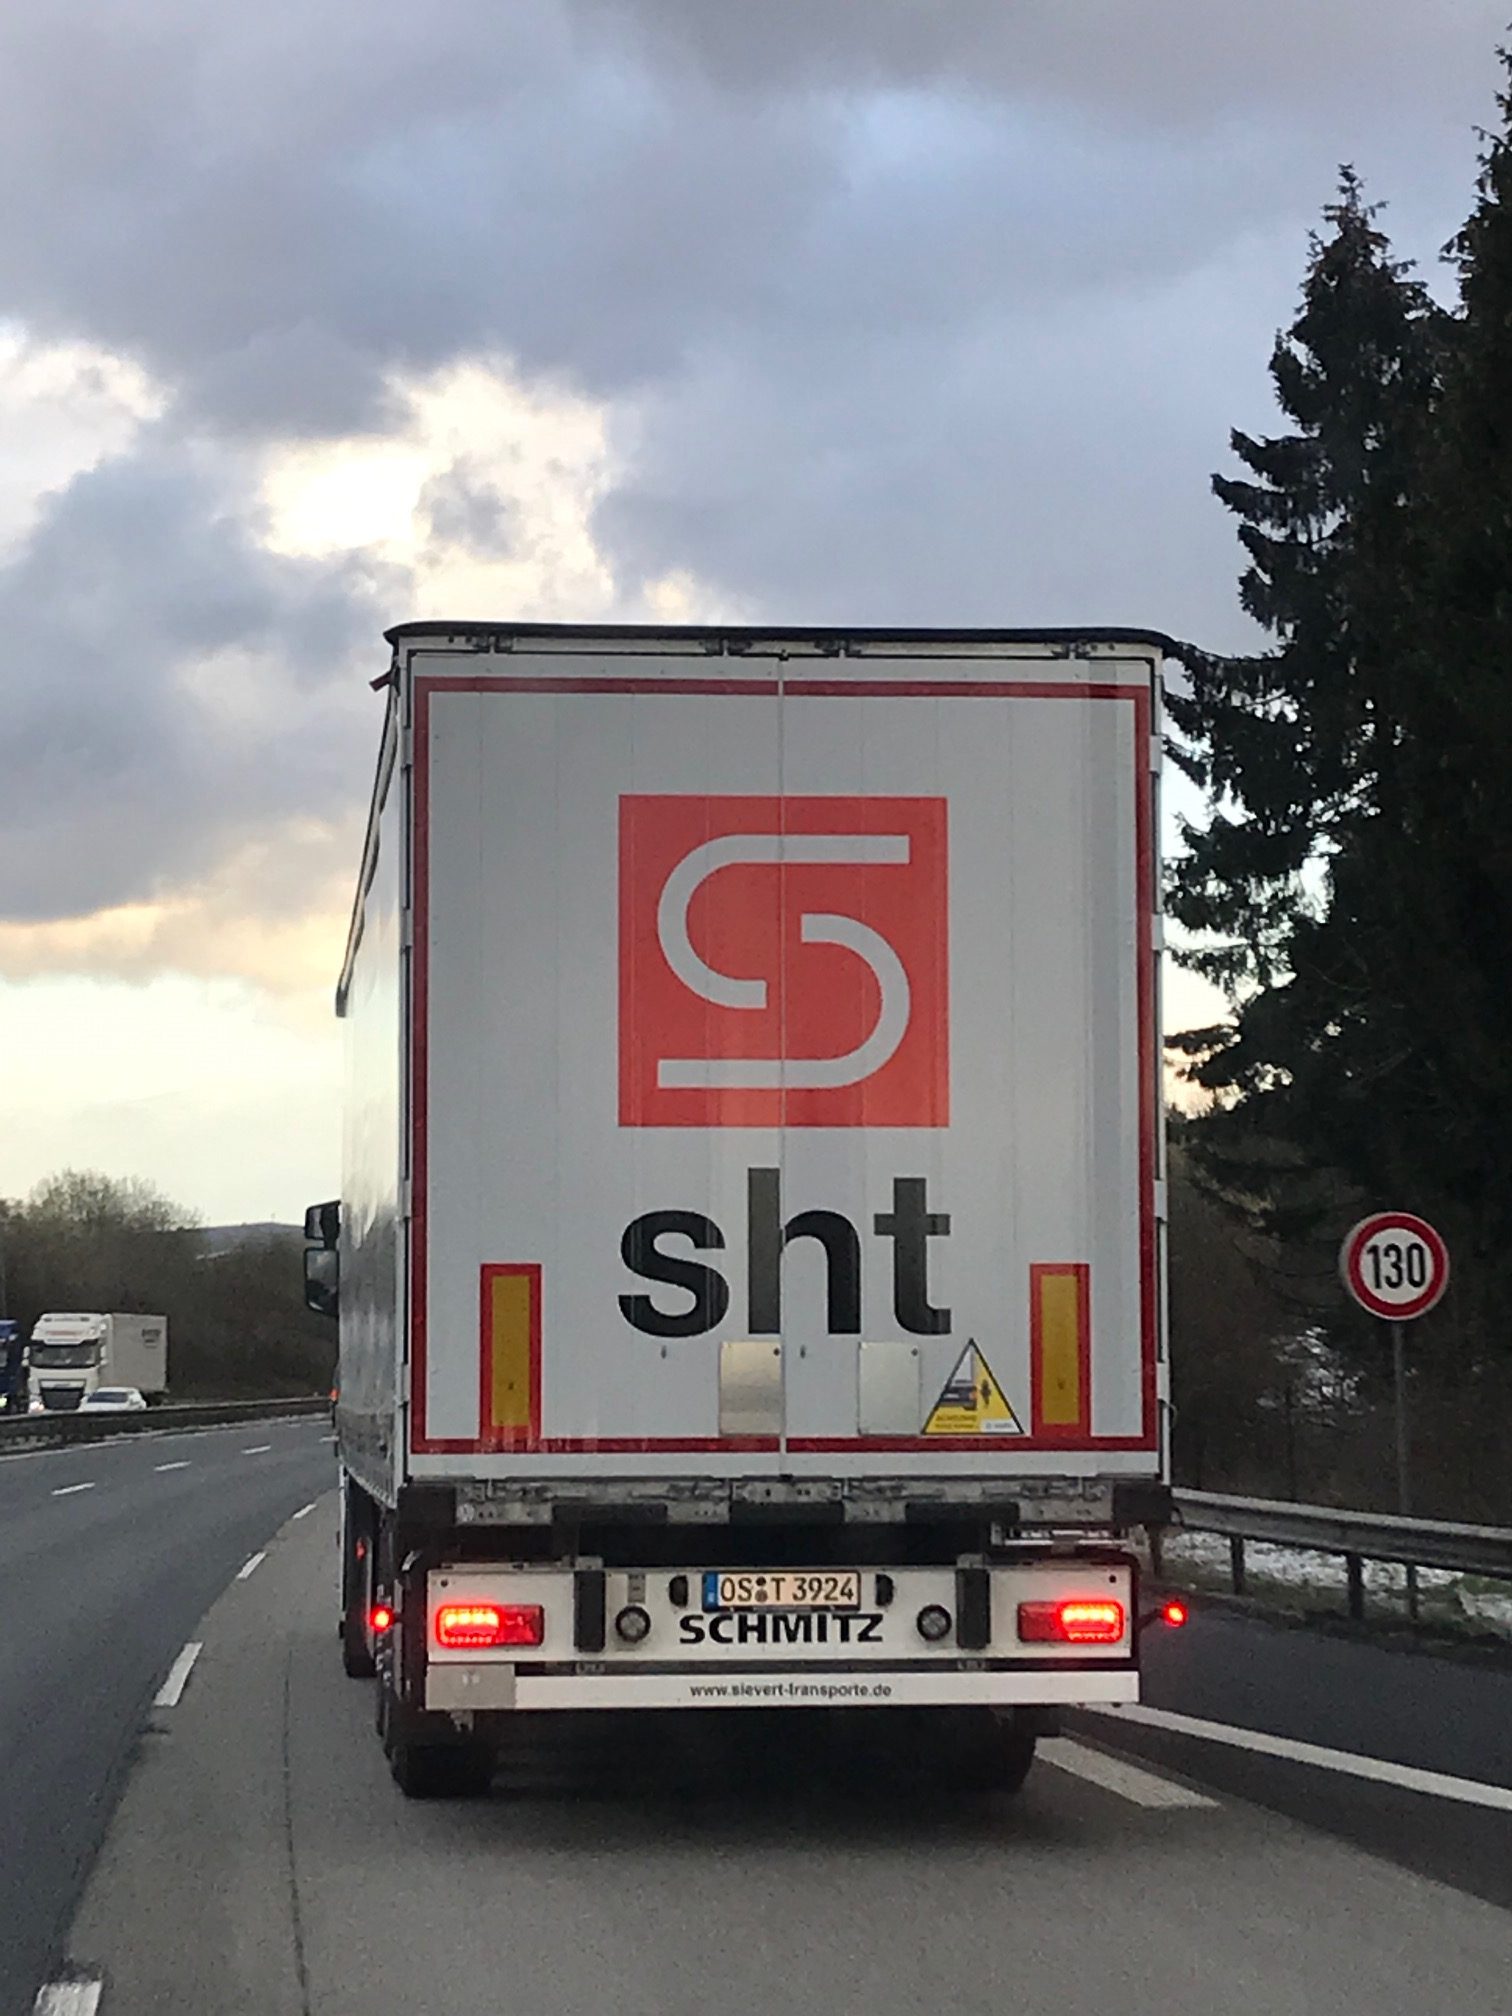 sht
130
OS T 3924
SCHMITZ
www.sievert-transporte.de